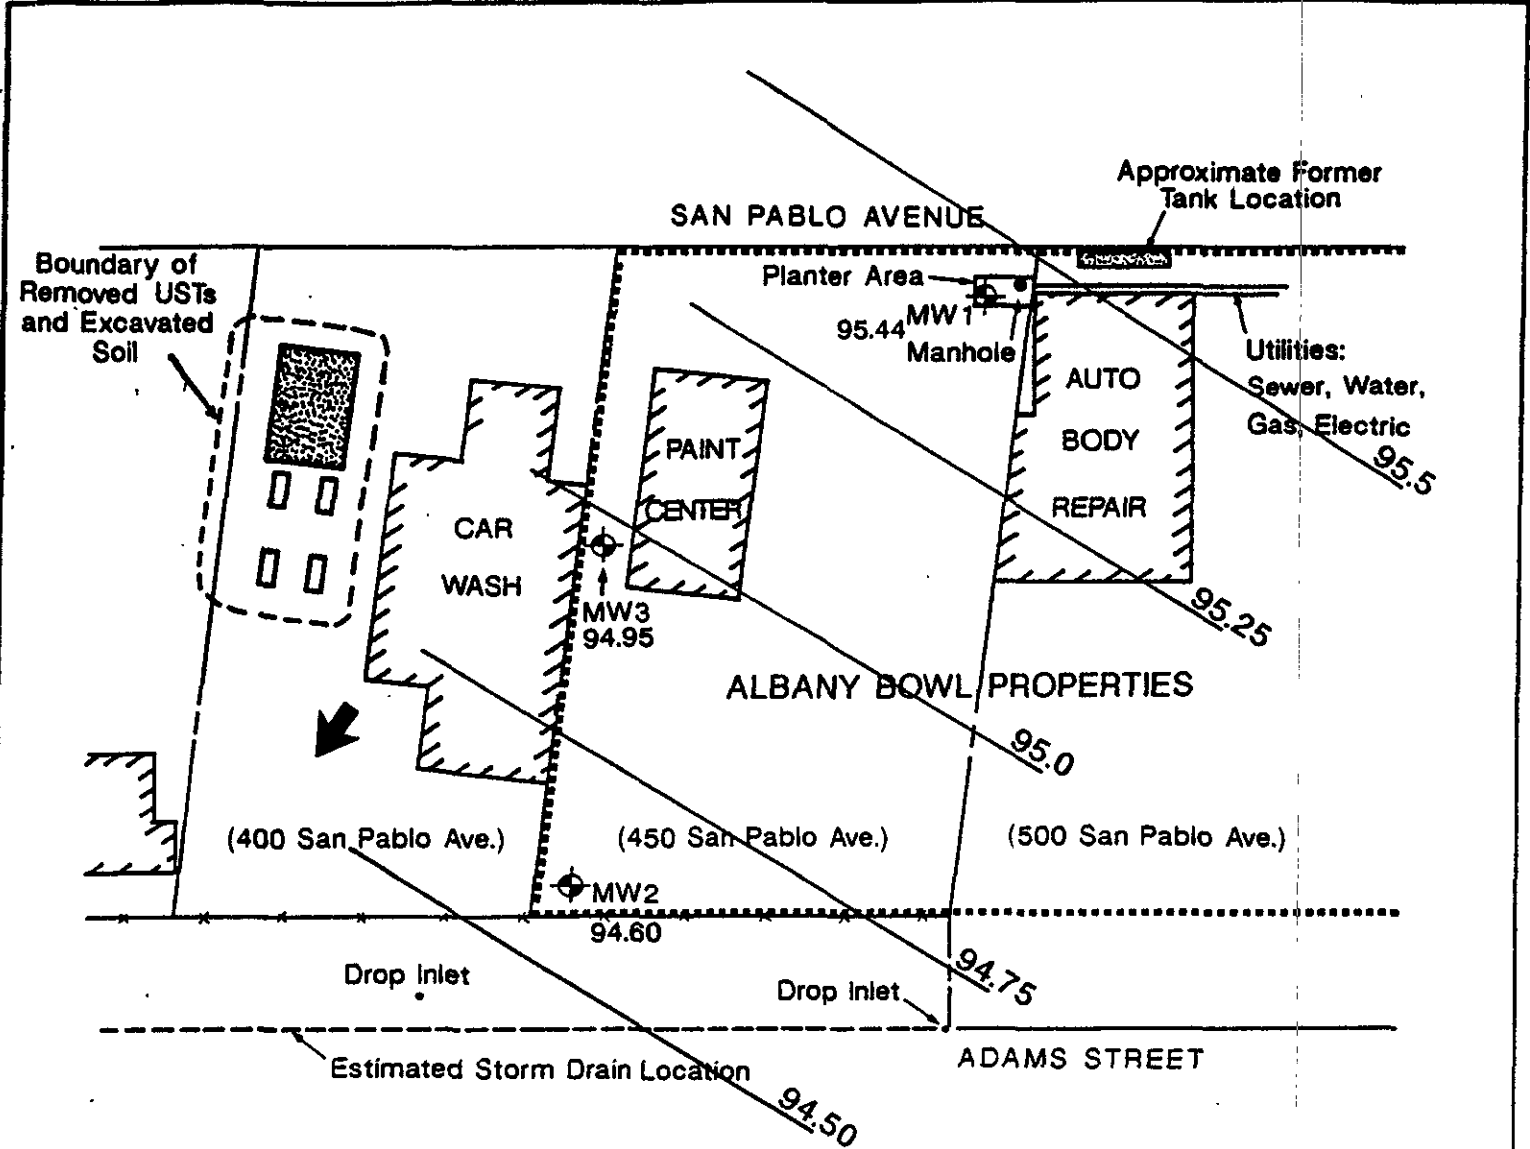 Approximate Former
Tank Location
SAN PABLO AVENUE
Boundary of
Removed USTs
and Excavated
Soil
Planter Area
MW1
95.44
Manhole
Utilities:
Sewer, Water,
Gas, Electric
AUTO
BODY
REPAIR
95.5
PAINT
CENTER
CAR
WASH
MW3
94.95
95.25
ALBANY BOWL PROPERTIES
95.0
(400 San Pablo Ave.)
(450 San Pablo Ave.)
(500 San Pablo Ave.)
MW2
94.60
94.75
Drop Inlet
Drop Inlet
Estimated Storm Drain Location
ADAMS STREET
94.50